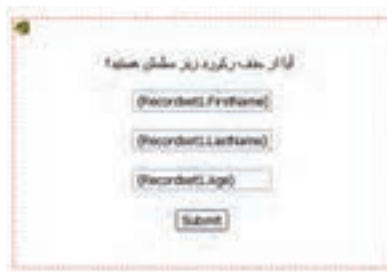 آیا از حذف رکورد زیر مطمئن هستید؟
{Recordset1.FirstName}
{Recordset1.LastName}
{Recordset1.Age}
Submit